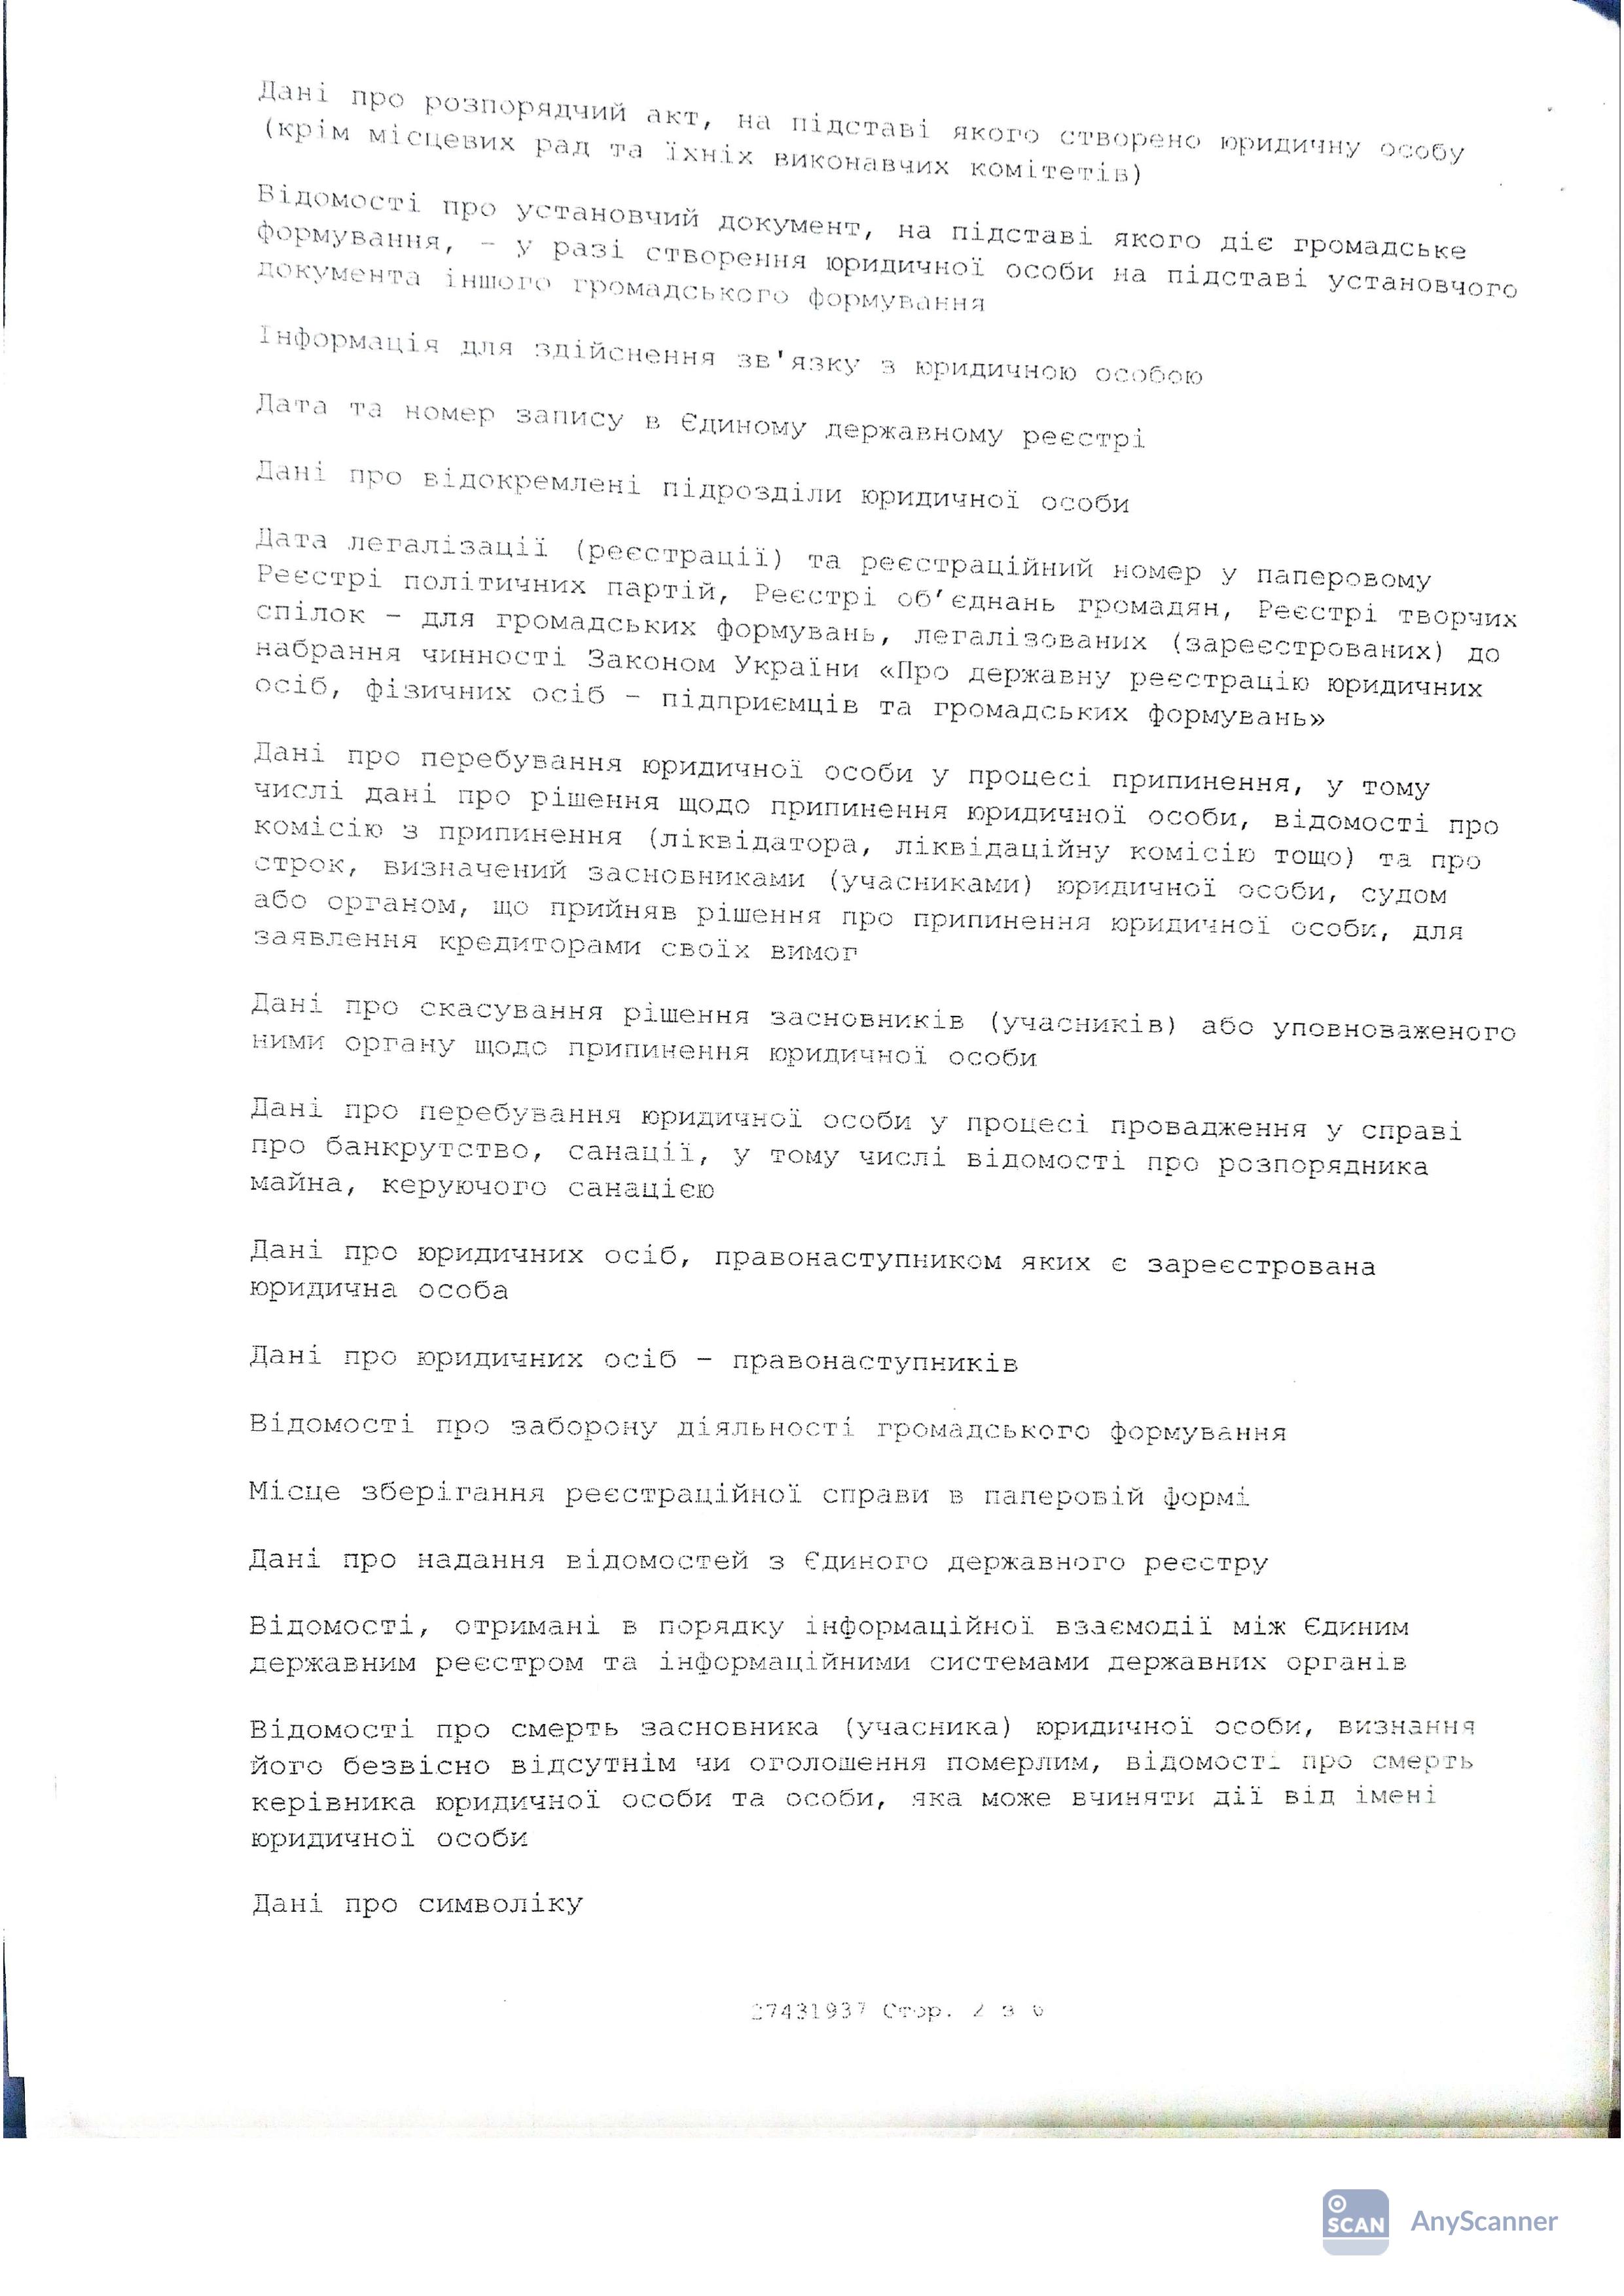 Дані про розпорядчий акт, на підставі якого створено юридичну особу
(крім місцевих рад та їхніх виконавчих комітетів)
Відомості про установчий документ, на підставі якого діє громадське
формування, – у разі створення юридичної особи на підставі установчого
документа іншого громадського формування
Інформація для здійснення зв'язку з юридичною особою
Дата та номер запису в Єдиному державному реєстрі
Дані про відокремлені підрозділи юридичної особи
Дата легалізації (реєстрації) та реєстраційний номер у паперовому
Реєстрі політичних партій, Реєстрі об’єднань громадян, Реєстрі творчих
спілок – для громадських формувань, легалізованих (зареєстрованих) до
набрання чинності Законом України «Про державну реєстрацію юридичних
осіб, фізичних осіб – підприємців та громадських формувань»
Дані про перебування юридичної особи у процесі припинення, у тому
числі дані про рішення щодо припинення юридичної особи, відомості про
комісію з припинення (ліквідатора, ліквідаційну комісію тощо) та про
строк, визначений засновниками (учасниками) юридичної особи, судом
або органом, що прийняв рішення про припинення юридичної особи, для
заявлення кредиторами своїх вимог
Дані про скасування рішення засновників (учасників) або уповноваженого
ними органу щодо припинення юридичної особи
Дані про перебування юридичної особи у процесі провадження у справі
про банкрутство, санації, у тому числі відомості про розпорядника
майна, керуючого санацією
Дані про юридичних осіб, правонаступником яких є зареєстрована
юридична особа
Дані про юридичних осіб – правонаступників
Відомості про заборону діяльності громадського формування
Місце зберігання реєстраційної справи в паперовій формі
Дані про надання відомостей з Єдиного державного реєстру
Відомості, отримані в порядку інформаційної взаємодії між Єдиним
державним реєстром та інформаційними системами державних органів
Відомості про смерть засновника (учасника) юридичної особи, визнання
його безвісно відсутнім чи оголошення померлим, відомості про смерть
керівника юридичної особи та особи, яка може вчиняти дії від імені
юридичної особи
Дані про символіку
27431937 Стор. 2 з 6
SCAN AnyScanner